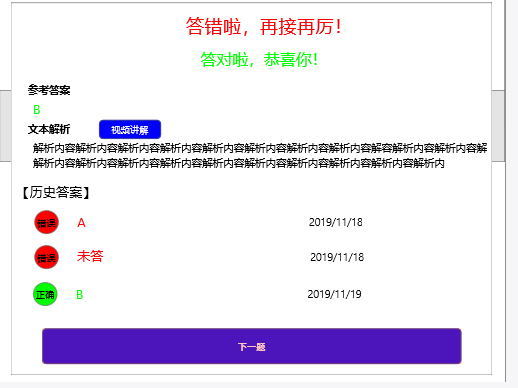 答错啦，再接再厉！
答对啦，恭喜你！
参考答案
B
文本解析 视频讲解
解析内容解析内容解析内容解析内容解析内容解析内容解析内容解析内容解容解析内容解析内容解
解析内容解析内容解析内容解析内容解析内容解析内容解析内容解析内容解析内容解析内
【历史答案】
错误 A 2019/11/18
错误 未答 2019/11/18
正确 B 2019/11/19
下一题